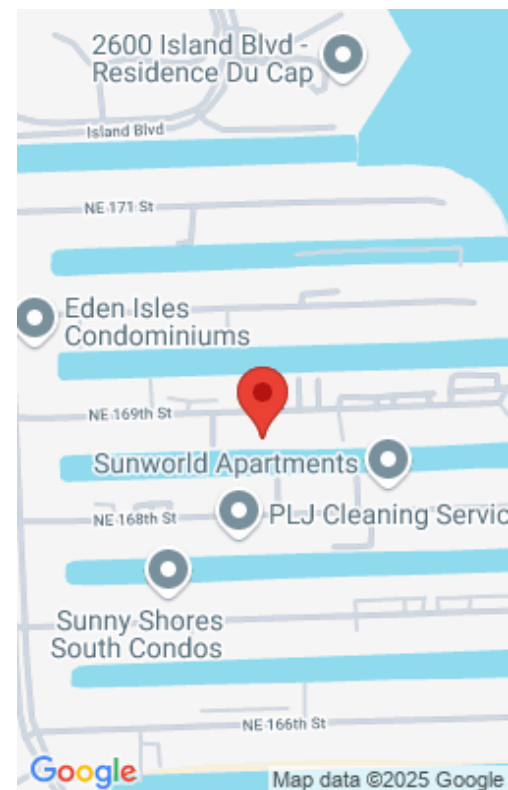 2600 Island Blvd -
Residence Du Cap
Island Blvd
NE 171 St
Eden Isles
Condominiums
NE 169th St
Sunworld Apartments
NE 168th St
PLJ Cleaning Servic
Sunny Shores
South Condos
NE 166th St
Google
Map data ©2025 Google